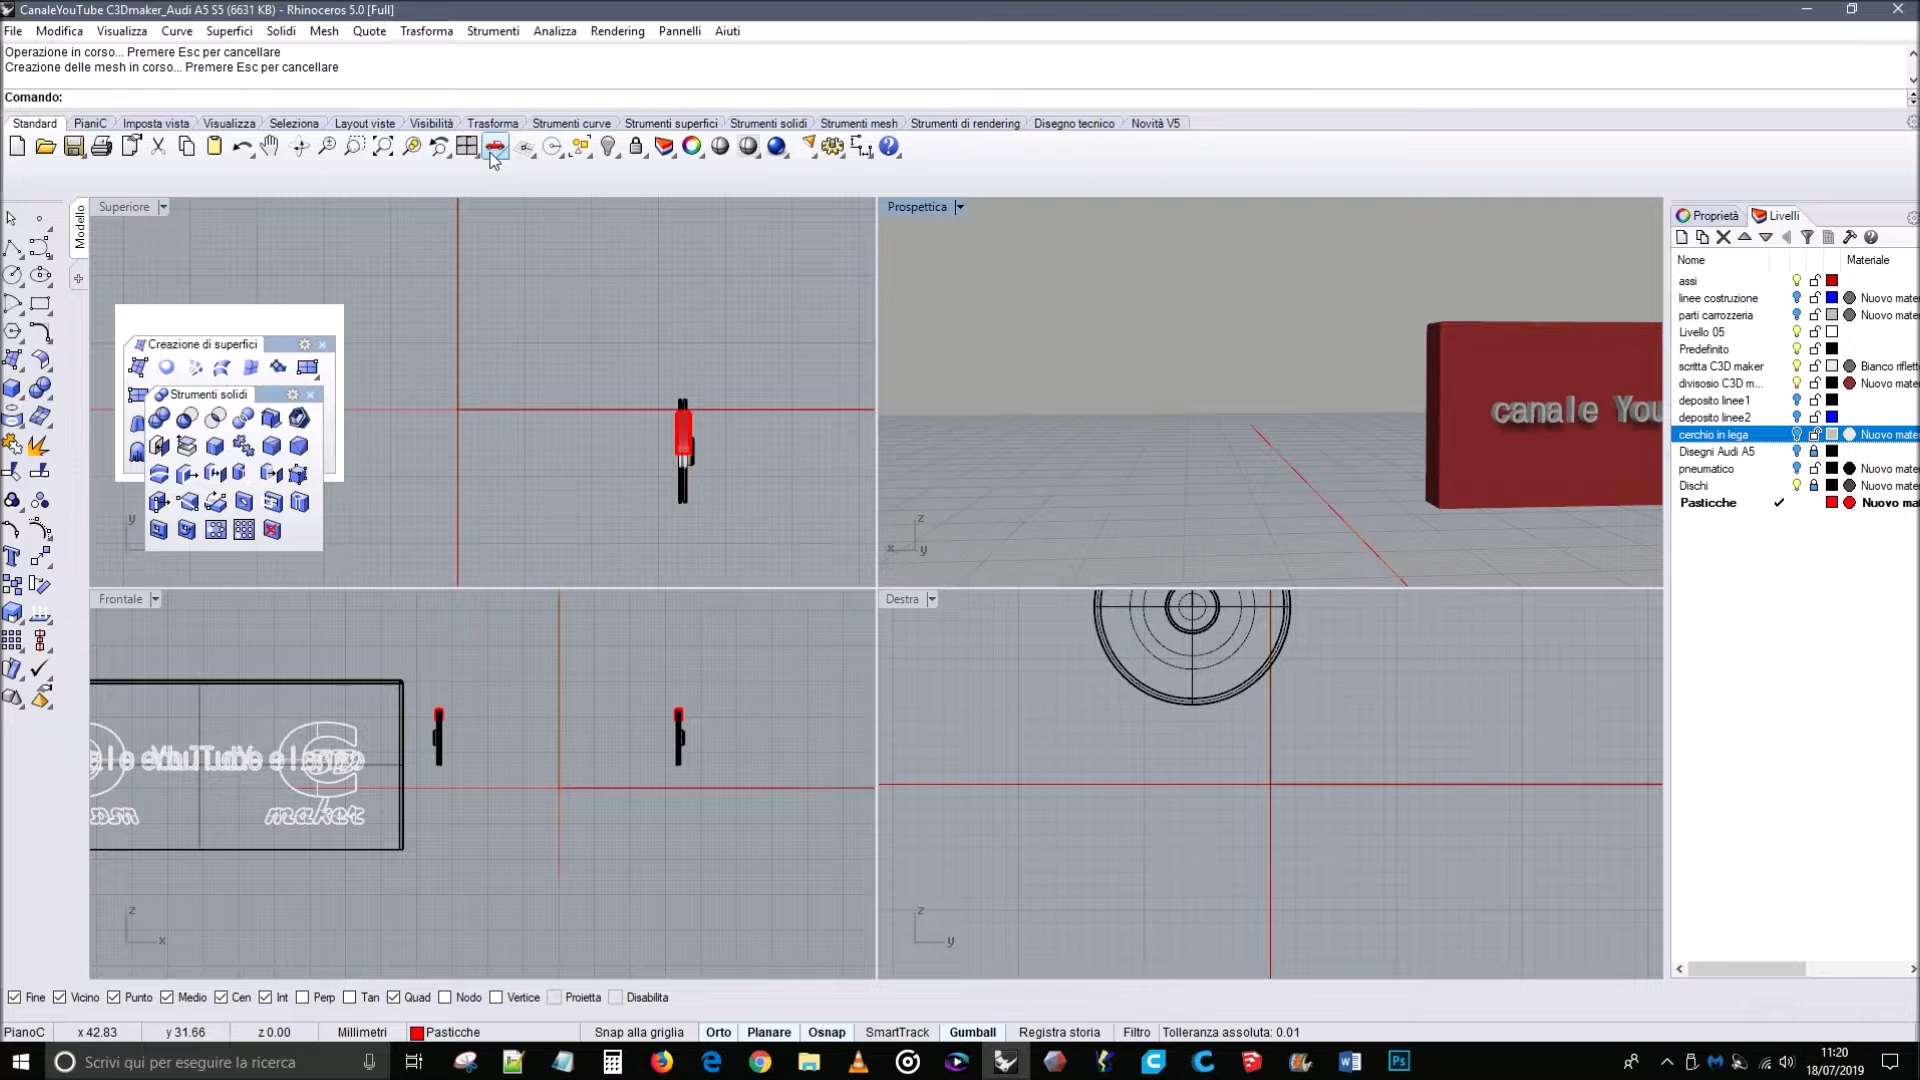 CanaleYouTube C3Dmaker_Audi A5 S5 (6631 KB) - Rhinoceros 5.0 [Full]
File Modifica Visualizza Curve Superfici Solidi Mesh Quote Trasforma Strumenti Analizza Rendering Pannelli Aiuti
Operazione in corso... Premere Esc per cancellare
Creazione delle mesh in corso... Premere Esc per cancellare
Comando:
Standard PianiC Imposta vista Visualizza Seleziona Layout viste Visibilità Trasforma Strumenti curve Strumenti superfici Strumenti solidi Strumenti mesh Strumenti di rendering Disegno tecnico Novità V5
Modello
Superiore
Creazione di superfici
Strumenti solidi
y
Prospettica
canale You
z
x y
Frontale
maker
z
x
Destra
z
y
Proprietà Livelli
Nome Materiale
assi
linee costruzione Nuovo mate
parti carrozzeria Nuovo mate
Livello 05
Predefinito
scritta C3D maker Bianco riflett
divisosio C3D m... Nuovo mate
deposito linee1
deposito linee2
cerchio in lega Nuovo mate
Disegni Audi A5
pneumatico Nuovo mate
Dischi Nuovo mate
Pasticche Nuovo ma
Fine Vicino Punto Medio Cen Int Perp Tan Quad Nodo Vertice Proietta Disabilita
PianoC x 42.83 y 31.66 z 0.00 Millimetri Pasticche Snap alla griglia Orto Planare Osnap SmartTrack Gumball Registra storia Filtro Tolleranza assoluta: 0.01
Scrivi qui per eseguire la ricerca
11:20
18/07/2019